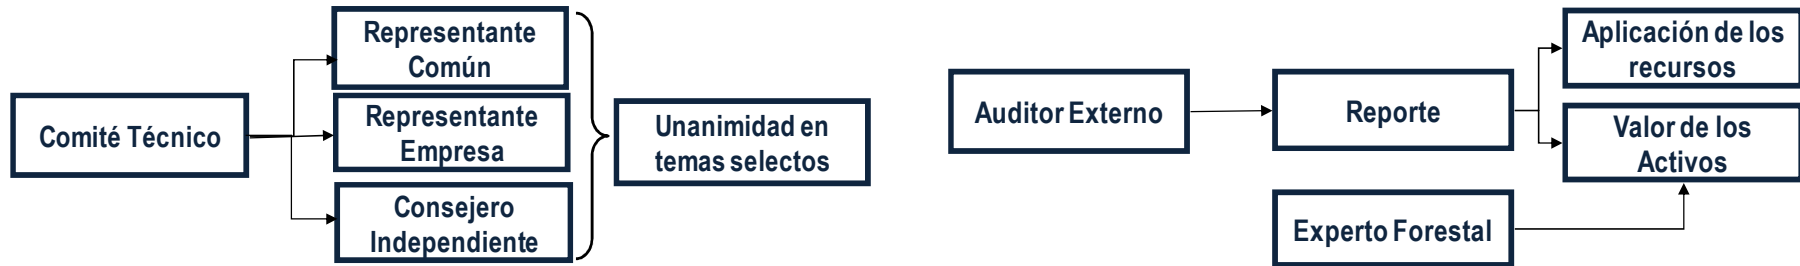 Comité Técnico
Representante
Común
Representante
Empresa
Consejero
Independiente
Unanimidad en
temas selectos
Auditor Externo
Reporte
Aplicación de los
recursos
Valor de los
Activos
Experto Forestal